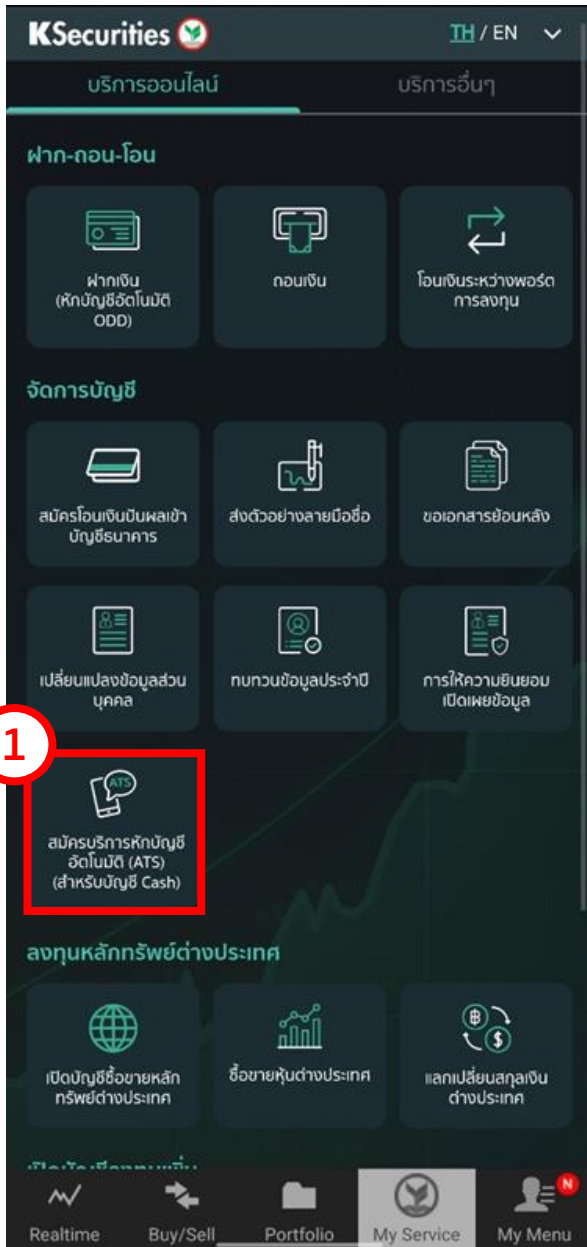 KSecurities
TH / EN
บริการออนไลน์
บริการอื่นๆ
ฝาก-ถอน-โอน
ฝากเงิน
(หักบัญชีอัตโนมัติ
ODD)
ถอนเงิน
โอนเงินระหว่างพอร์ต
การลงทุน
จัดการบัญชี
สมัครโอนเงินปันผลเข้า
บัญชีธนาคาร
ส่งตัวอย่างลายมือชื่อ
ขอเอกสารย้อนหลัง
เปลี่ยนแปลงข้อมูลส่วน
บุคคล
ทบทวนข้อมูลประจำปี
การให้ความยินยอม
เปิดเผยข้อมูล
1
ATS
สมัครบริการหักบัญชี
อัตโนมัติ (ATS)
(สำหรับบัญชี Cash)
ลงทุนหลักทรัพย์ต่างประเทศ
เปิดบัญชีซื้อขายหลัก
ทรัพย์ต่างประเทศ
ซื้อขายหุ้นต่างประเทศ
แลกเปลี่ยนสกุลเงิน
ต่างประเทศ
N
Realtime
Buy/Sell
Portfolio
My Service
My Menu